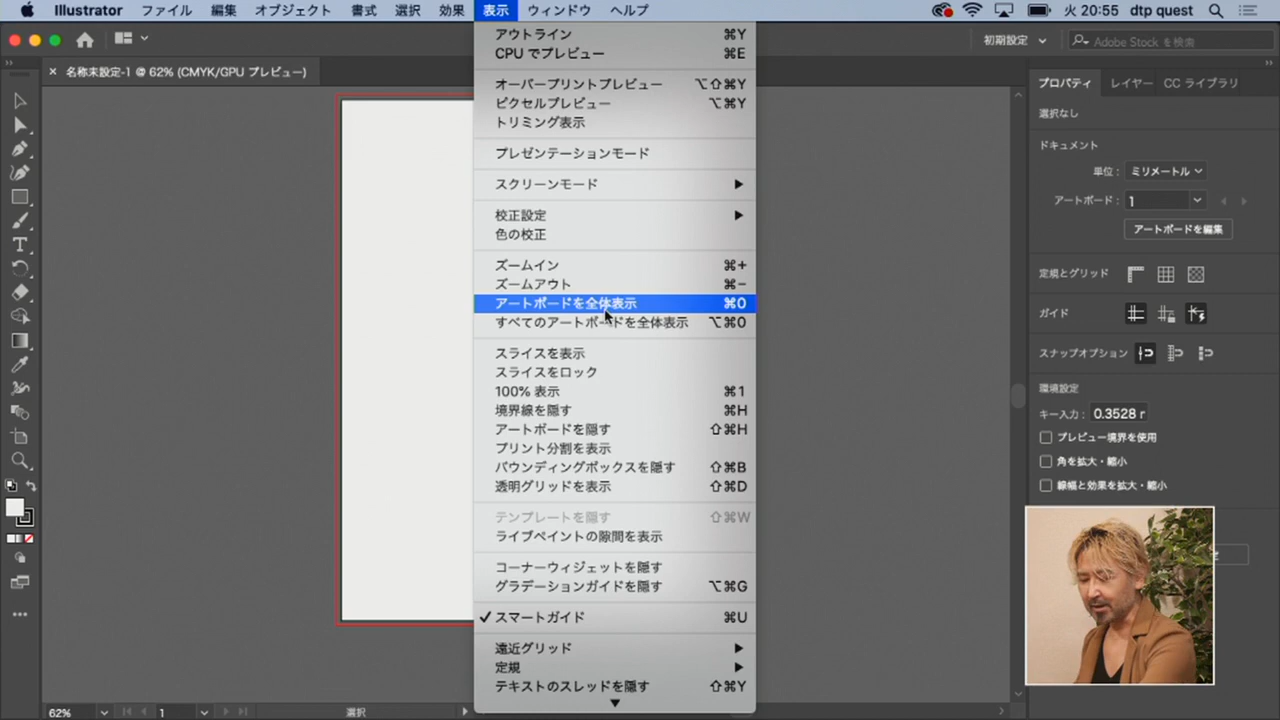 Illustrator ファイル 編集 オブジェクト 書式 選択 効果 表示 ウィンドウ ヘルプ 火 20:55 dtp quest
初期設定 Adobe Stock を検索
× 名称未設定-1 @ 62% (CMYK/GPU プレビュー)
アウトライン ⌘Y
CPU でプレビュー ⌘E
オーバープリントプレビュー ⌥⇧⌘Y
ピクセルプレビュー ⌥⌘Y
トリミング表示
プレゼンテーションモード
スクリーンモード
校正設定
色の校正
ズームイン ⌘+
ズームアウト ⌘−
アートボードを全体表示 ⌘0
すべてのアートボードを全体表示 ⌥⌘0
スライスを表示
スライスをロック
100% 表示 ⌘1
境界線を隠す ⌘H
アートボードを隠す ⇧⌘H
プリント分割を表示
バウンディングボックスを隠す ⇧⌘B
透明グリッドを表示 ⇧⌘D
テンプレートを隠す ⇧⌘W
ライブペイントの隙間を表示
コーナーウィジェットを隠す
グラデーションガイドを隠す ⌥⌘G
✓ スマートガイド ⌘U
遠近グリッド
定規
テキストのスレッドを隠す ⇧⌘Y
プロパティ レイヤー CC ライブラリ
選択なし
ドキュメント
単位： ミリメートル
アートボード： 1
アートボードを編集
定規とグリッド
ガイド
スナップオプション
環境設定
キー入力： 0.3528 r
プレビュー境界を使用
角を拡大・縮小
線幅と効果を拡大・縮小
62% 1 選択